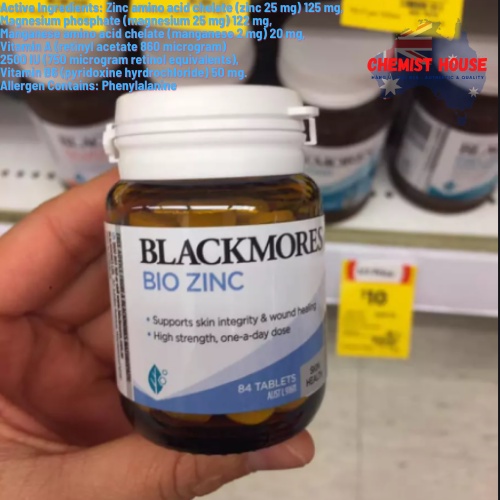 Active Ingredients: Zinc amino acid chelate (zinc 25 mg) 125 mg,
Magnesium phosphate (magnesium 25 mg) 122 mg,
Manganese amino acid chelate (manganese 2 mg) 20 mg,
Vitamin A (retinyl acetate 860 microgram)
2500 IU (750 microgram retinol equivalents),
Vitamin B6 (pyridoxine hyrdrochloride) 50 mg.
Allergen Contains: Phenylalanine
CHEMIST HOUSE
BLACKMORES
BIO ZINC
• Supports skin integrity & wound healing
• High strength, one-a-day dose
84 TABLETS
SKIN
HEALTH
$10